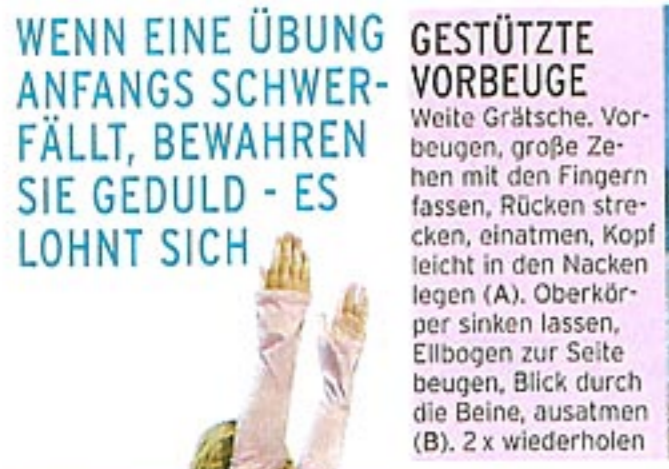 WENN EINE ÜBUNG
ANFANGS SCHWER-
FÄLLT, BEWAHREN
SIE GEDULD - ES
LOHNT SICH
GESTÜTZTE
VORBEUGE
Weite Grätsche. Vor-
beugen, große Ze-
hen mit den Fingern
fassen, Rücken stre-
cken, einatmen, Kopf
leicht in den Nacken
legen (A). Oberkör-
per sinken lassen,
Ellbogen zur Seite
beugen, Blick durch
die Beine, ausatmen
(B). 2 x wiederholen